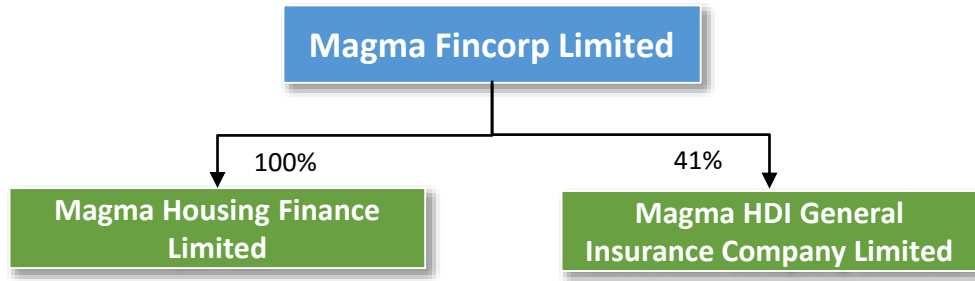 Magma Fincorp Limited
100%
41%
Magma Housing Finance
Limited
Magma HDI General
Insurance Company Limited